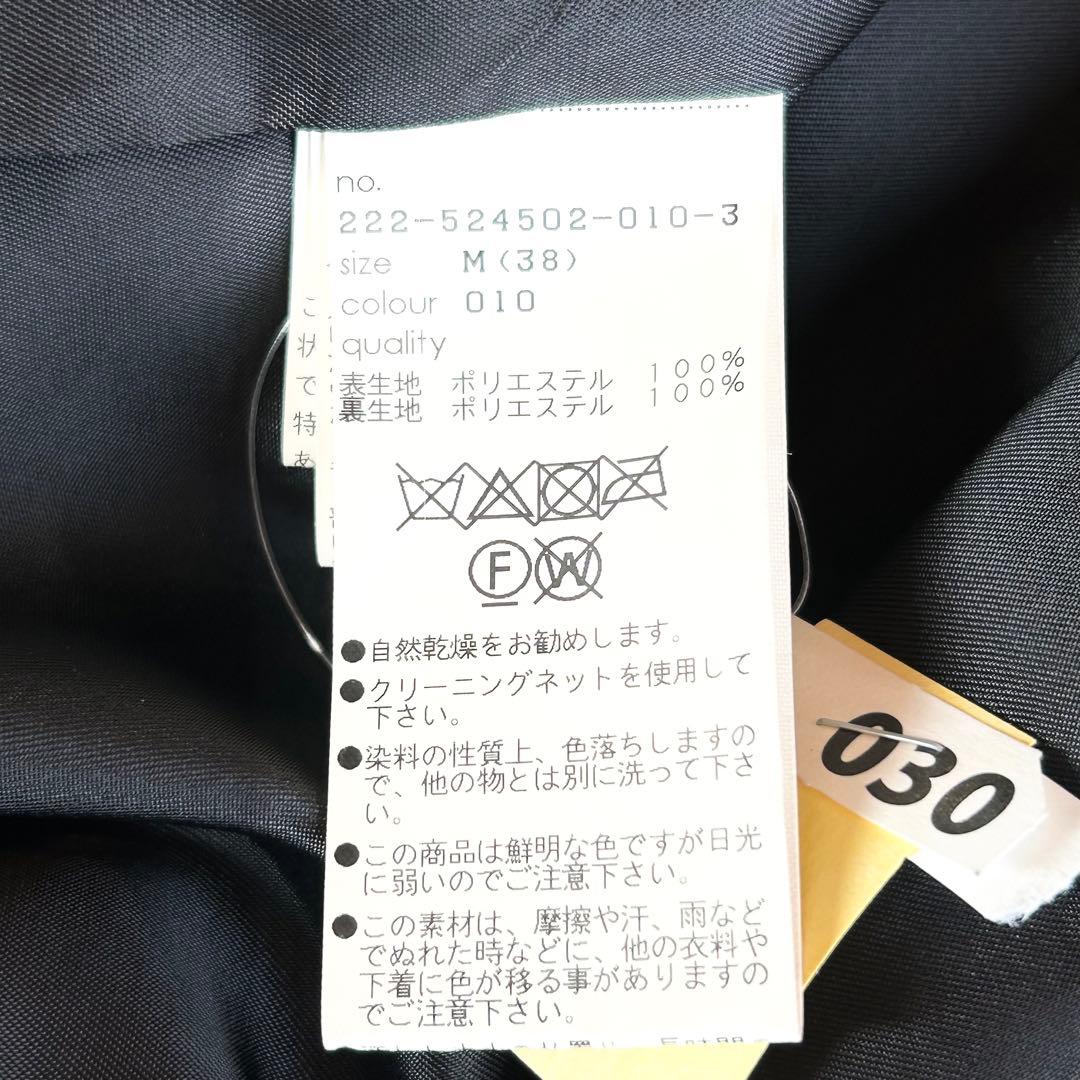 no.
222-524502-010-3
size M(38)
colour 010
quality
表生地 ポリエステル 100%
裏生地 ポリエステル 100%
F W
●自然乾燥をお勧めします。
●クリーニングネットを使用して
下さい。
●染料の性質上、色落ちしますの
で、他の物とは別に洗って下さ
い。
●この商品は鮮明な色ですが日光
に弱いのでご注意下さい。
●この素材は、摩擦や汗、雨など
でぬれた時などに、他の衣料や
下着に色が移る事がありますの
でご注意下さい。
こ
状
で
特
あ
030